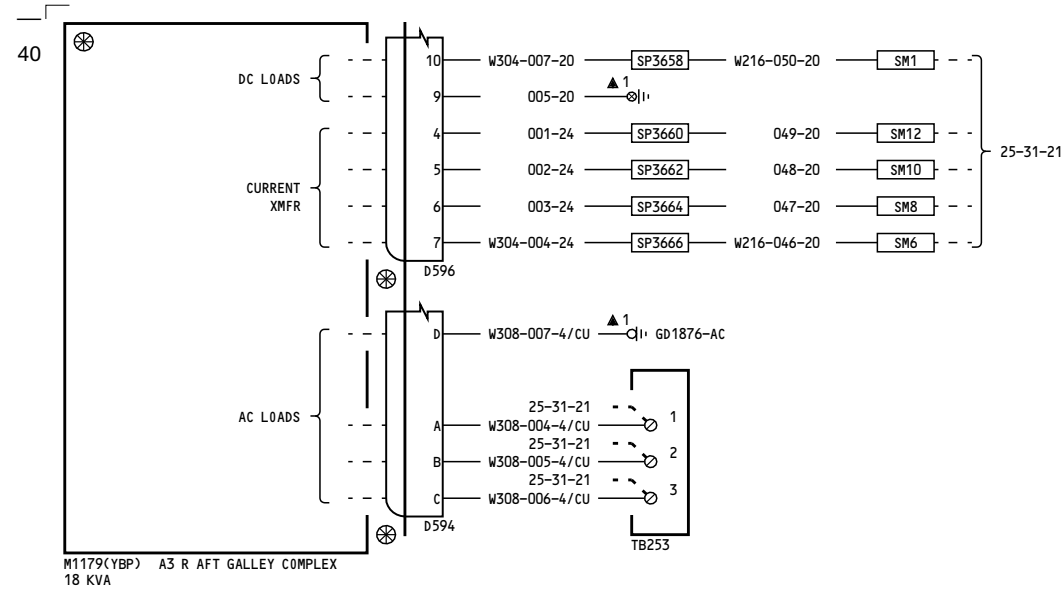 40
DC LOADS
10 W304-007-20 SP3658 W216-050-20 SM1
1
9 005-20
4 001-24 SP3660 049-20 SM12
25-31-21
5 002-24 SP3662 048-20 SM10
CURRENT
XMFR
6 003-24 SP3664 047-20 SM8
7 W304-004-24 SP3666 W216-046-20 SM6
D596
1
D W308-007-4/CU GD1876-AC
AC LOADS
25-31-21
A W308-004-4/CU 1
25-31-21
B W308-005-4/CU 2
25-31-21
C W308-006-4/CU 3
D594
TB253
M1179(YBP) A3 R AFT GALLEY COMPLEX
18 KVA